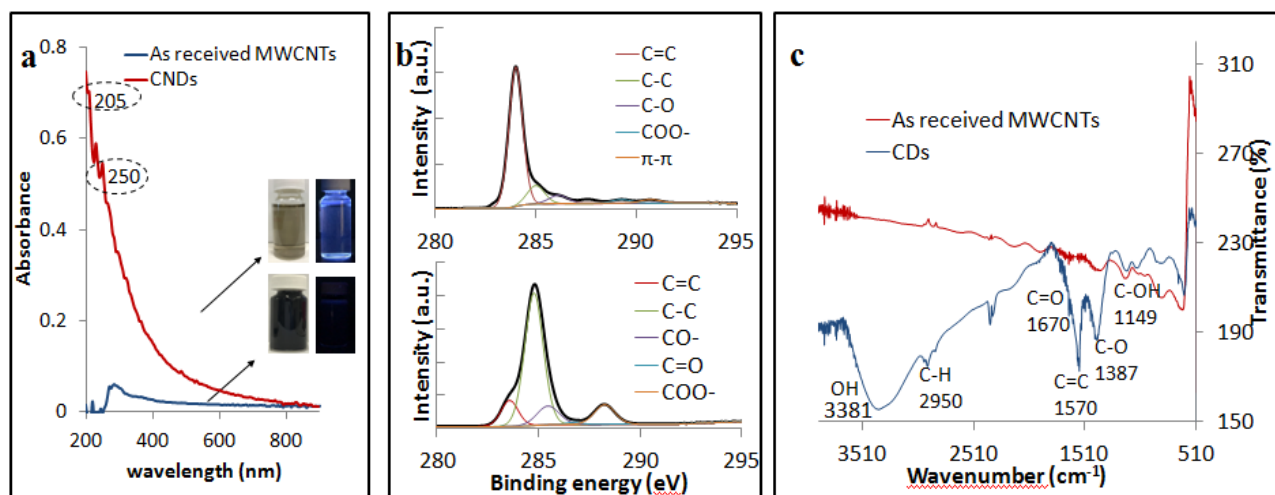 a
As received MWCNTs
CNDs
205
250
0.8
0.6
0.4
0.2
0
200 400 600 800
Absorbance
wavelength (nm)
b
C=C
C-C
C-O
COO-
π-π
Intensity (a.u.)
280 285 290 295
C=C
C-C
CO-
C=O
COO-
Intensity (a.u.)
280 285 290 295
Binding energy (eV)
c
As received MWCNTs
CDs
310
270
230
190
150
Transmittance (%)
OH
3381
C-H
2950
C=O
1670
C=C
1570
C-O
1387
C-OH
1149
3510 2510 1510 510
Wavenumber (cm⁻¹)